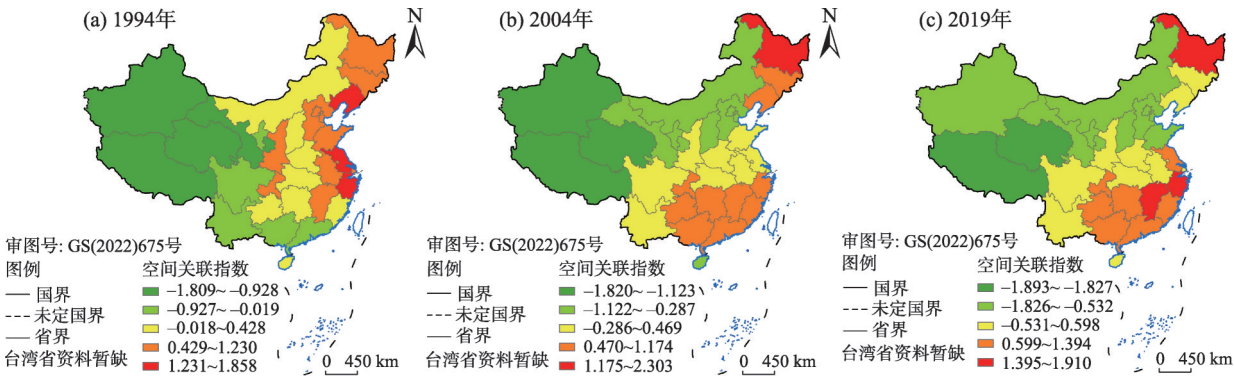 (a) 1994年
N
审图号: GS(2022)675号
图例
国界
未定国界
省界
台湾省资料暂缺
空间关联指数
−1.809~ −0.928
−0.927~ −0.019
−0.018~0.428
0.429~1.230
1.231~1.858
0 450 km
(b) 2004年
N
审图号: GS(2022)675号
图例
国界
未定国界
省界
台湾省资料暂缺
空间关联指数
−1.820~ −1.123
−1.122~ −0.287
−0.286~0.469
0.470~1.174
1.175~2.303
0 450 km
(c) 2019年
N
审图号: GS(2022)675号
图例
国界
未定国界
省界
台湾省资料暂缺
空间关联指数
−1.893~ −1.827
−1.826~ −0.532
−0.531~0.598
0.599~1.394
1.395~1.910
0 450 km